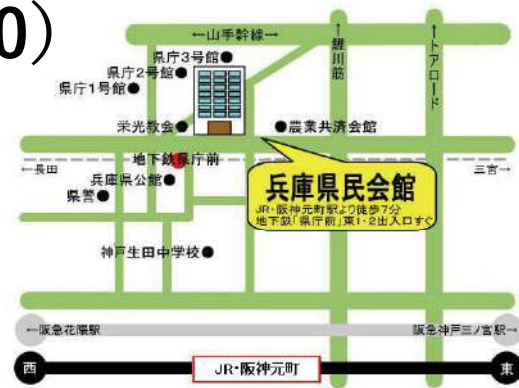 0)
←山手幹線→
県庁3号館
県庁2号館
県庁1号館
↑鯉川筋
↑トアロード
栄光教会
農業共済会館
地下鉄県庁前
←長田
三宮→
兵庫県公館
県警
兵庫県民会館
JR・阪神元町駅より徒歩7分
地下鉄「県庁前」東1・2出入口すぐ
神戸生田中学校
←阪急花隈駅
阪急神戸三ノ宮駅→
西
JR・阪神元町
東